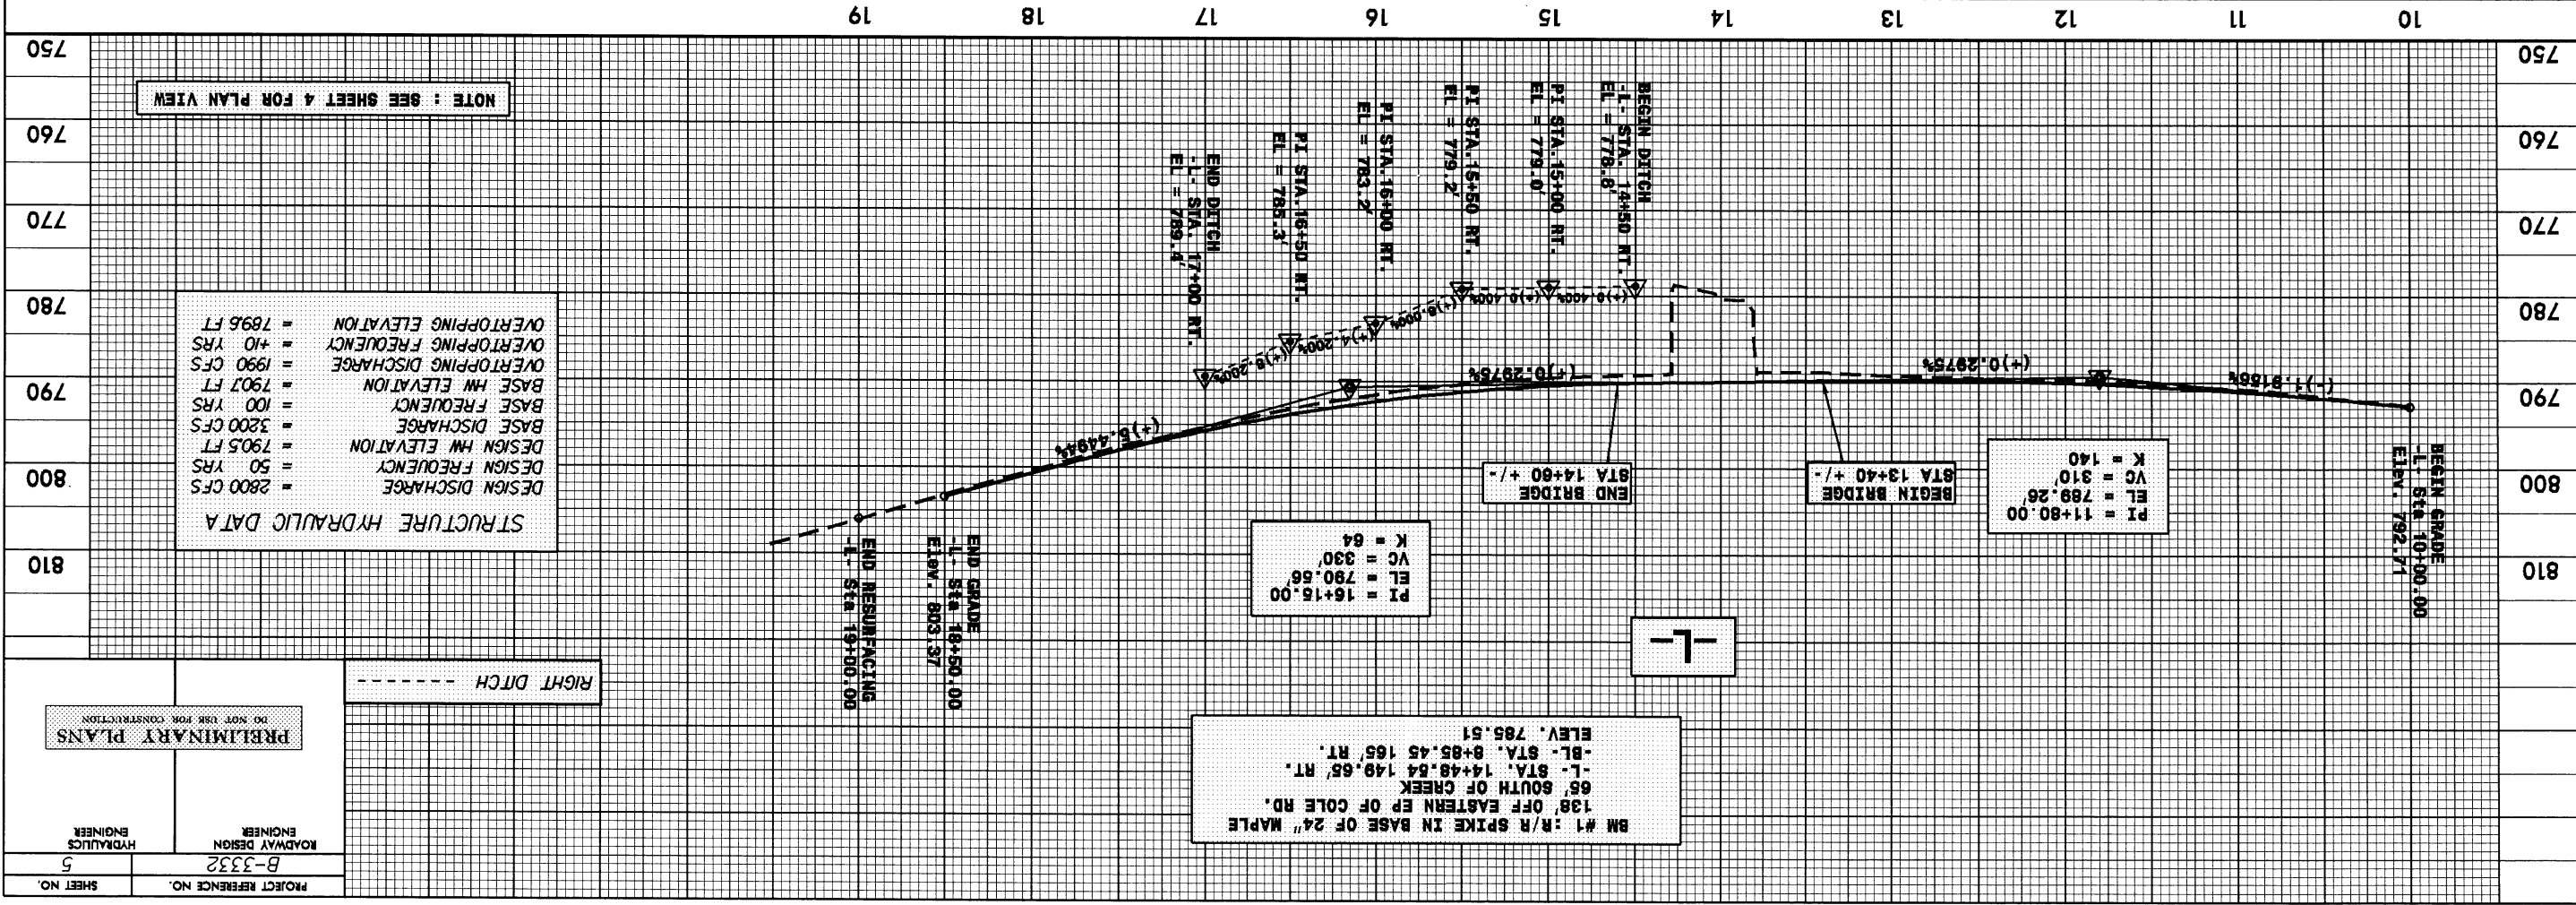 PROJECT REFERENCE NO.
SHEET NO.
B-3332
5
ROADWAY DESIGN
ENGINEER
HYDRAULICS
ENGINEER
PRELIMINARY PLANS
DO NOT USE FOR CONSTRUCTION
BM #1 :R/R SPIKE IN BASE OF 24" MAPLE
138' OFF EASTERN EP OF COLE RD.
65' SOUTH OF CREEK
-L- STA. 14+48.54 149.65' RT.
-BL- STA. 8+85.45 165' RT.
ELEV. 785.51
RIGHT DITCH
-L-
BEGIN GRADE
-L- Sta 10+00.00
Elev. 792.71
PI = 11+80.00
EL = 789.26'
VC = 310'
K = 140
BEGIN BRIDGE
STA 13+40 +/-
END BRIDGE
STA 14+60 +/-
PI = 16+15.00
EL = 790.56'
VC = 330'
K = 64
END GRADE
-L- Sta 18+50.00
Elev. 803.37
END RESURFACING
-L- Sta 19+00.00
STRUCTURE HYDRAULIC DATA
DESIGN DISCHARGE = 2800 CFS
DESIGN FREQUENCY = 50 YRS
DESIGN HW ELEVATION = 790.5 FT
BASE DISCHARGE = 3200 CFS
BASE FREQUENCY = 100 YRS
BASE HW ELEVATION = 790.7 FT
OVERTOPPING DISCHARGE = 1990 CFS
OVERTOPPING FREQUENCY = +10 YRS
OVERTOPPING ELEVATION = 789.6 FT
(-)1.9166%
(+)0.2975%
(+)0.2975%
(+)5.4494%
(+)0.400%
(+)0.400%
(+)8.000%
(+)4.200%
(+)8.200%
BEGIN DITCH
-L- STA. 14+50 RT.
EL = 778.8'
PI STA.15+00 RT.
EL = 779.0'
PI STA.15+50 RT.
EL = 779.2'
PI STA.16+00 RT.
EL = 783.2'
PI STA.16+50 RT.
EL = 785.3'
END DITCH
-L- STA. 17+00 RT.
EL = 789.4'
NOTE : SEE SHEET 4 FOR PLAN VIEW
810
800
790
780
770
760
750
810
800
790
780
770
760
750
10 11 12 13 14 15 16 17 18 19